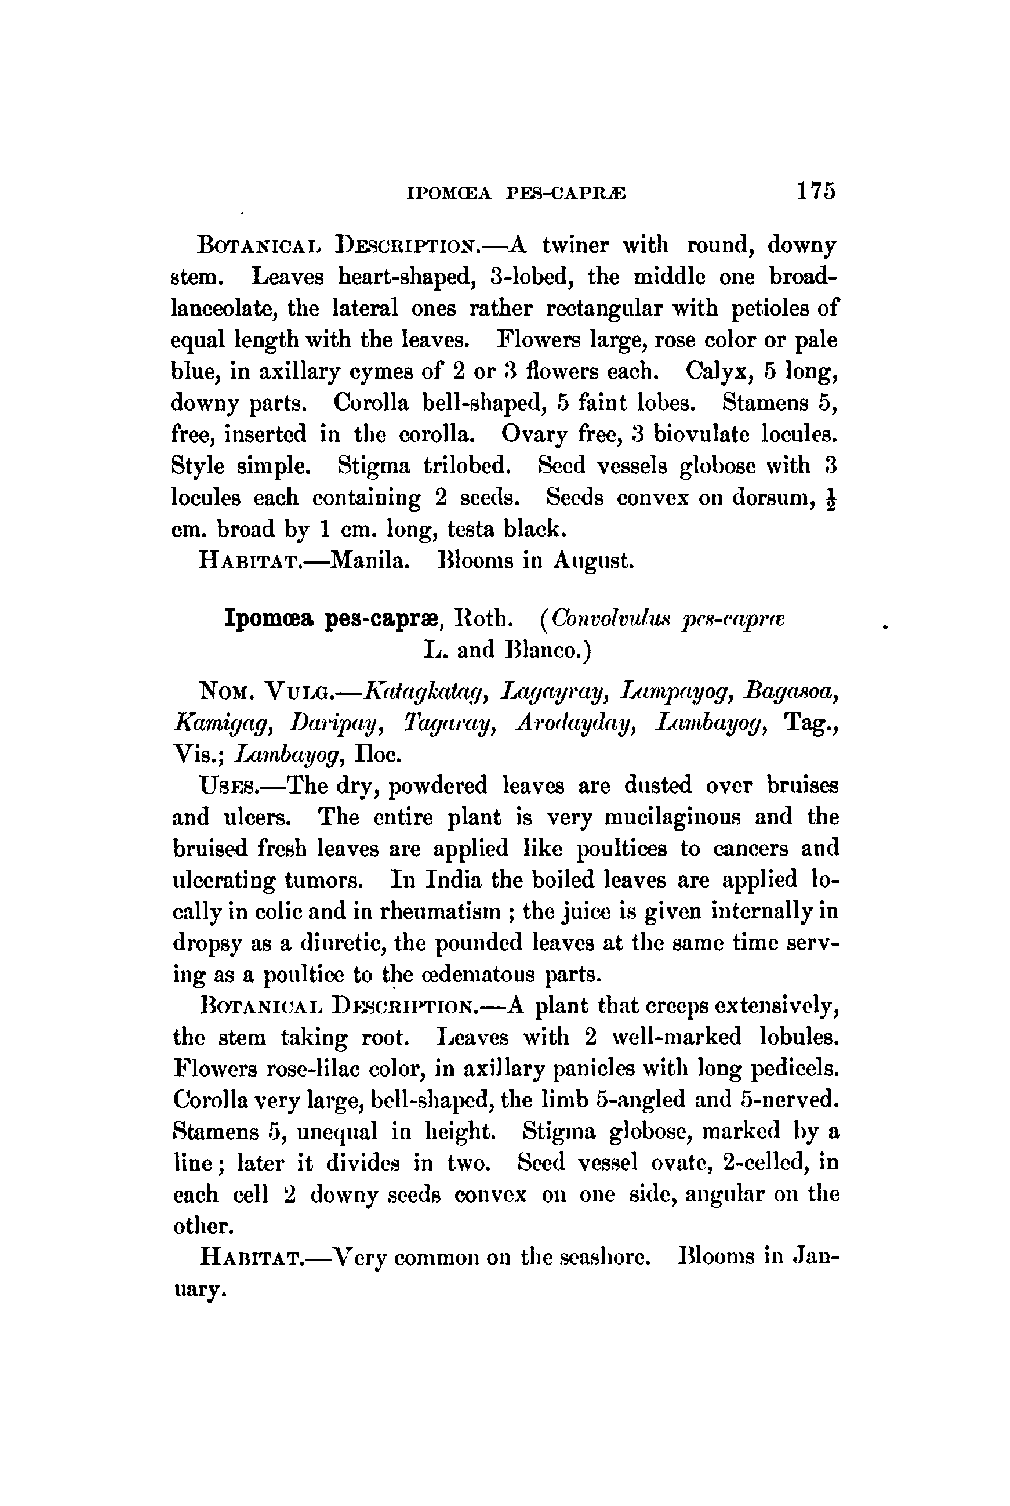 IPOMŒA PES-CAPRÆ 175
BOTANICAL DESCRIPTION.—A twiner with round, downy
stem. Leaves heart-shaped, 3-lobed, the middle one broad-
lanceolate, the lateral ones rather rectangular with petioles of
equal length with the leaves. Flowers large, rose color or pale
blue, in axillary cymes of 2 or 3 flowers each. Calyx, 5 long,
downy parts. Corolla bell-shaped, 5 faint lobes. Stamens 5,
free, inserted in the corolla. Ovary free, 3 biovulate locules.
Style simple. Stigma trilobed. Seed vessels globose with 3
locules each containing 2 seeds. Seeds convex on dorsum, ½
cm. broad by 1 cm. long, testa black.
HABITAT.—Manila. Blooms in August.
Ipomœa pes-capræ, Roth. (Convolvulus pes-capræ
L. and Blanco.)
NOM. VULG.—Katagkatag, Lagayray, Lampayog, Bagasoa,
Kamigag, Daripay, Tagaray, Arodayday, Lambayog, Tag.,
Vis.; Lambayog, Iloc.
USES.—The dry, powdered leaves are dusted over bruises
and ulcers. The entire plant is very mucilaginous and the
bruised fresh leaves are applied like poultices to cancers and
ulcerating tumors. In India the boiled leaves are applied lo-
cally in colic and in rheumatism ; the juice is given internally in
dropsy as a diuretic, the pounded leaves at the same time serv-
ing as a poultice to the œdematous parts.
BOTANICAL DESCRIPTION.—A plant that creeps extensively,
the stem taking root. Leaves with 2 well-marked lobules.
Flowers rose-lilac color, in axillary panicles with long pedicels.
Corolla very large, bell-shaped, the limb 5-angled and 5-nerved.
Stamens 5, unequal in height. Stigma globose, marked by a
line ; later it divides in two. Seed vessel ovate, 2-celled, in
each cell 2 downy seeds convex on one side, angular on the
other.
HABITAT.—Very common on the seashore. Blooms in Jan-
uary.